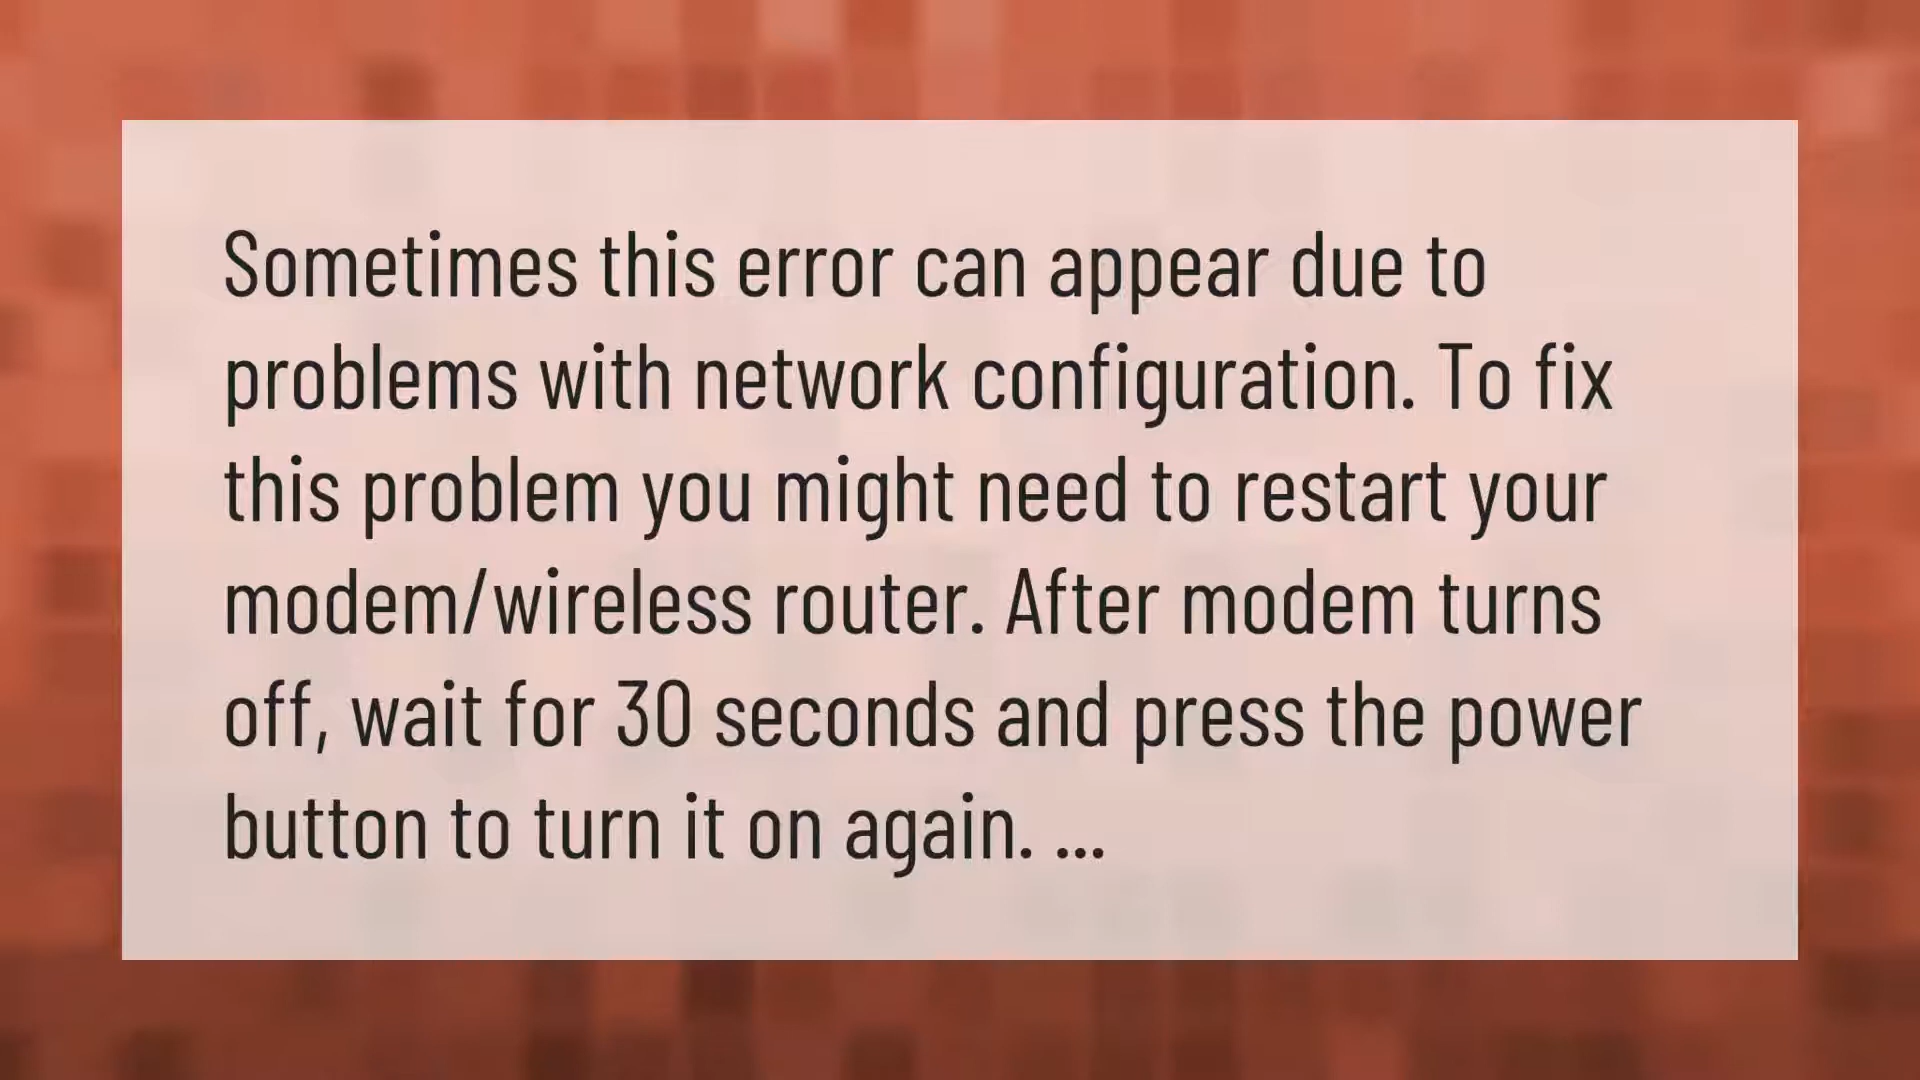 Sometimes this error can appear due to
problems with network configuration. To fix
this problem you might need to restart your
modem/wireless router. After modem turns
off, wait for 30 seconds and press the power
button to turn it on again. ...